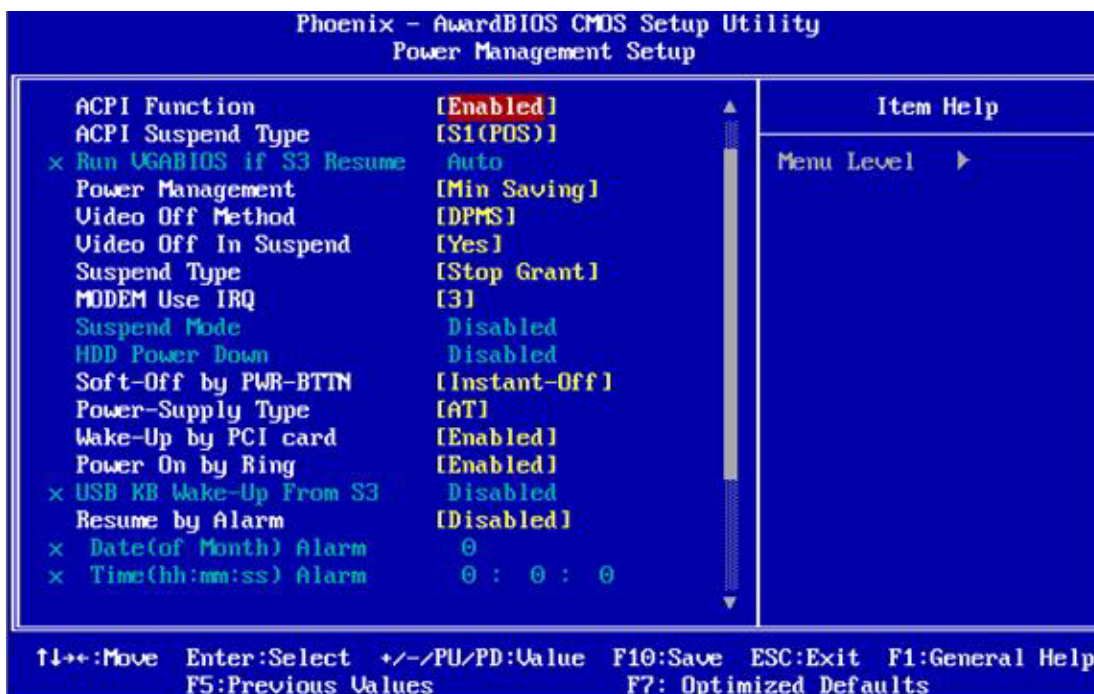 Phoenix - AwardBIOS CMOS Setup Utility
Power Management Setup
ACPI Function [Enabled]
ACPI Suspend Type [S1(POS)]
x Run VGABIOS if S3 Resume Auto
Power Management [Min Saving]
Video Off Method [DPMS]
Video Off In Suspend [Yes]
Suspend Type [Stop Grant]
MODEM Use IRQ [3]
Suspend Mode Disabled
HDD Power Down Disabled
Soft-Off by PWR-BTTN [Instant-Off]
Power-Supply Type [AT]
Wake-Up by PCI card [Enabled]
Power On by Ring [Enabled]
x USB KB Wake-Up From S3 Disabled
Resume by Alarm [Disabled]
x Date(of Month) Alarm 0
x Time(hh:mm:ss) Alarm 0 : 0 : 0
Item Help
Menu Level ▶
↑↓→←:Move Enter:Select +/-/PU/PD:Value F10:Save ESC:Exit F1:General Help
F5:Previous Values F7: Optimized Defaults